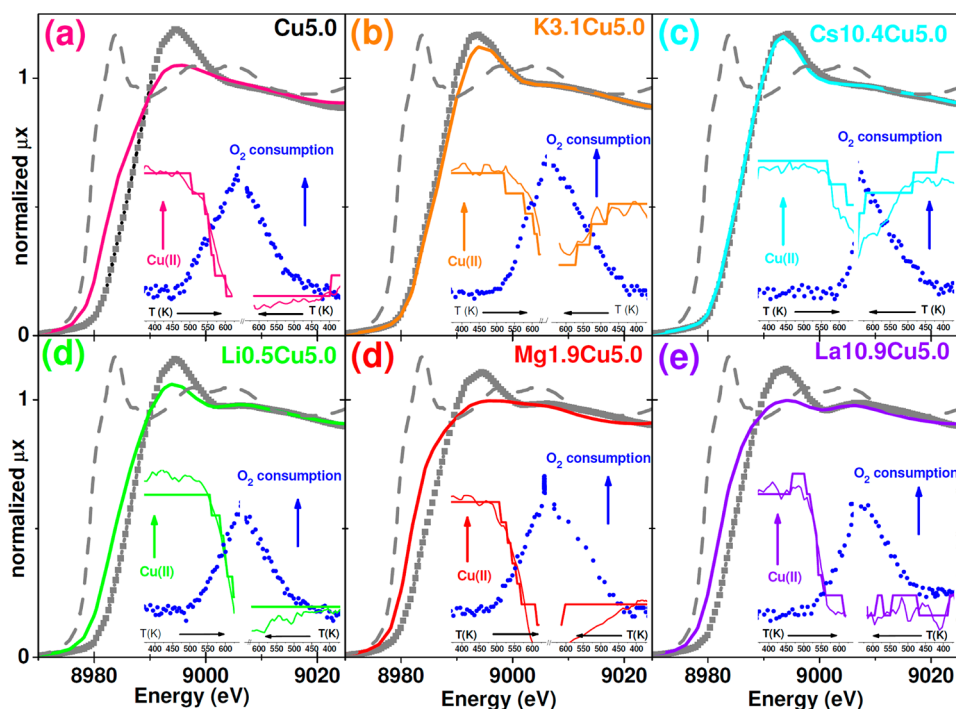 (a) Cu5.0
(b) K3.1Cu5.0
(c) Cs10.4Cu5.0
normalized μx
1
0
O2 consumption
Cu(II)
T (K)
T (K)
400 450 500 550 600 // 600 550 500 450 400
O2 consumption
Cu(II)
T (K)
T (K)
400 450 500 550 600 / 600 550 500 450 400
O2 consumption
Cu(II)
T (K)
T (K)
400 450 500 550 600 600 550 500 450 400
(d) Li0.5Cu5.0
(d) Mg1.9Cu5.0
(e) La10.9Cu5.0
normalized μx
1
0
O2 consumption
Cu(II)
T(K)
T(K)
400 450 500 550 600 600 550 500 450 400
O2 consumption
Cu(II)
T(K)
T(K)
400 450 500 550 600 // 600 550 500 450 400
O2 consumption
Cu(II)
T(K)
T(K)
400 450 500 550 600 600 550 500 450 400
8980 9000 9020
8980 9000 9020
8980 9000 9020
Energy (eV)
Energy (eV)
Energy (eV)